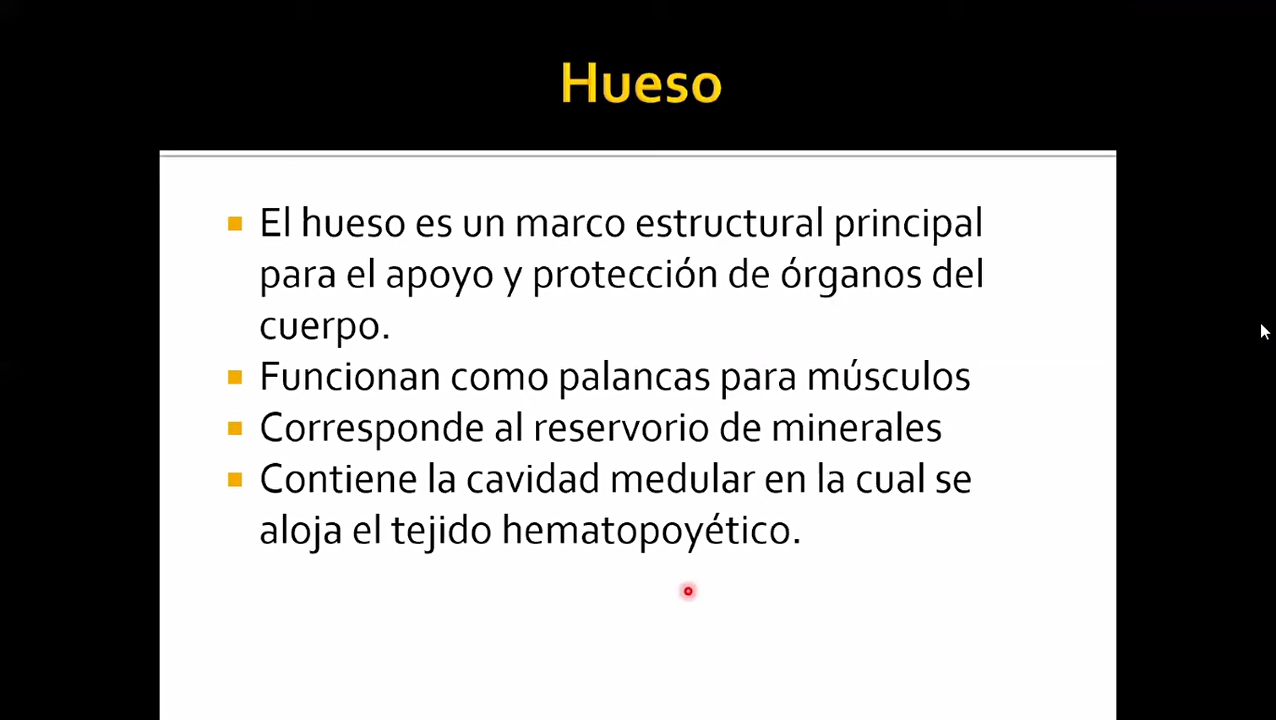 Hueso
El hueso es un marco estructural principal
para el apoyo y protección de órganos del
cuerpo.
Funcionan como palancas para músculos
Corresponde al reservorio de minerales
Contiene la cavidad medular en la cual se
aloja el tejido hematopoyético.